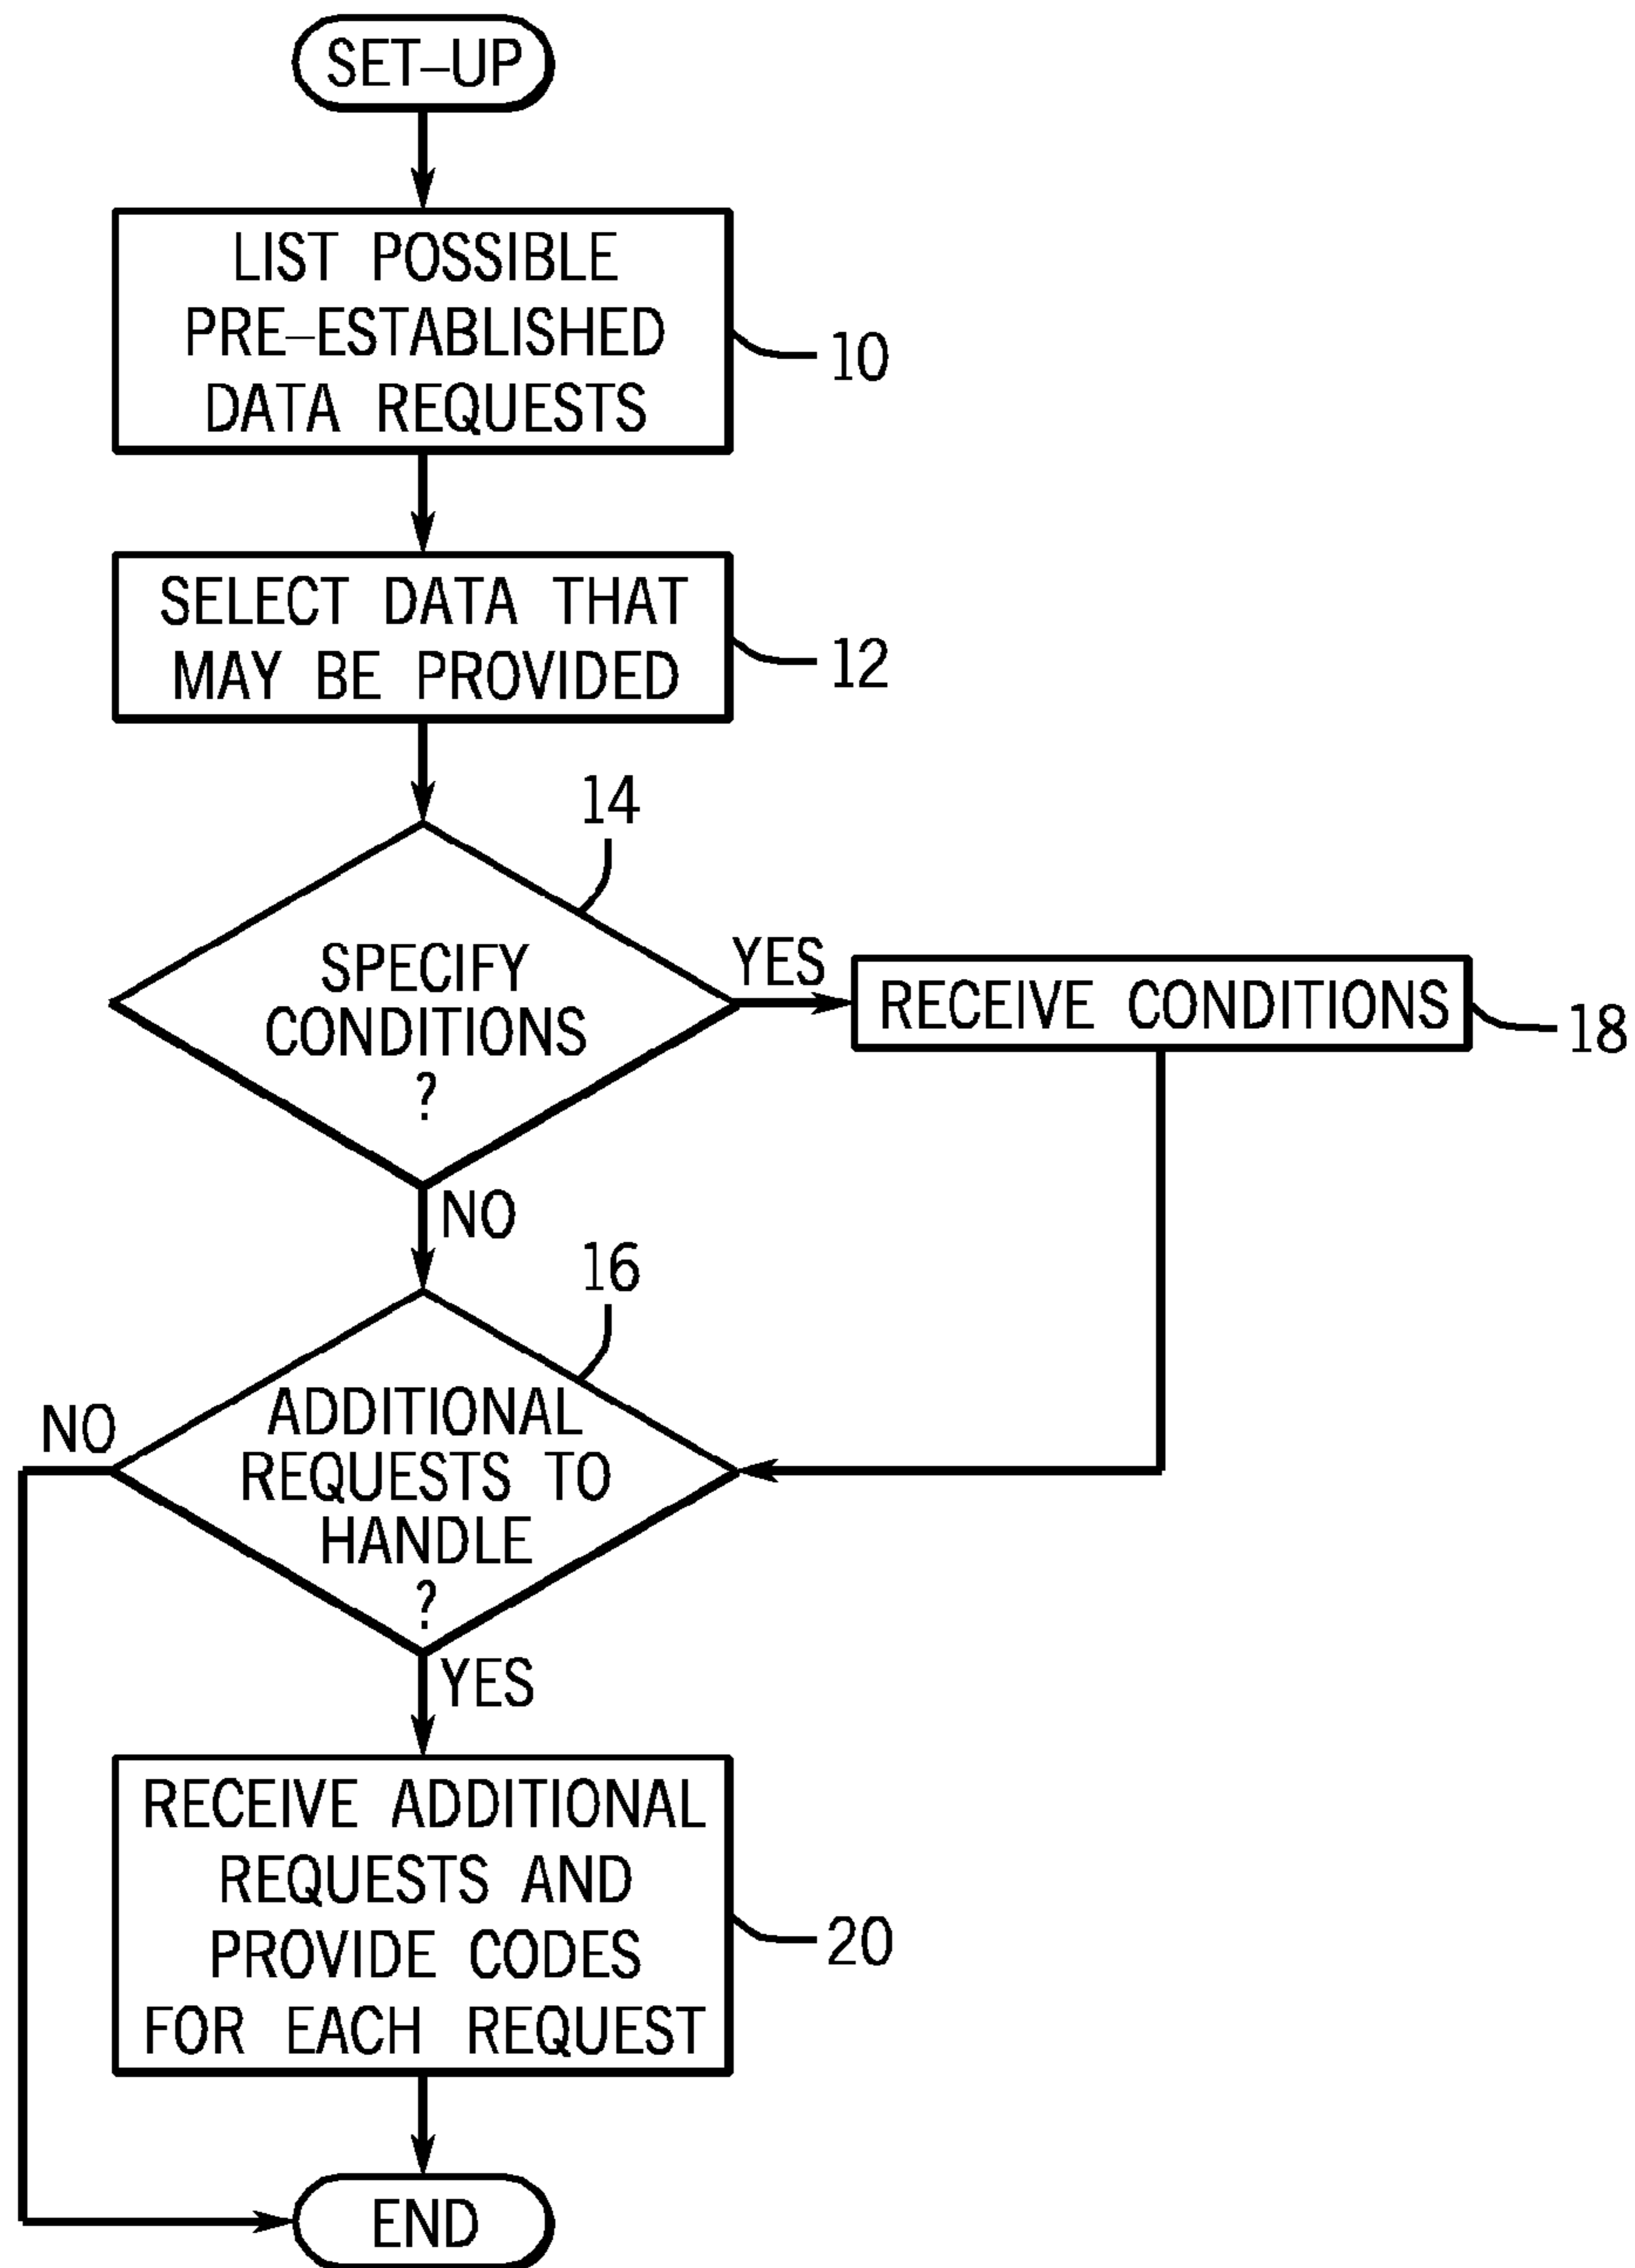 SET-UP
LIST POSSIBLE
PRE-ESTABLISHED
DATA REQUESTS
10
SELECT DATA THAT
MAY BE PROVIDED
12
14
SPECIFY
CONDITIONS
?
YES
RECEIVE CONDITIONS
18
NO
16
ADDITIONAL
REQUESTS TO
HANDLE
?
NO
YES
RECEIVE ADDITIONAL
REQUESTS AND
PROVIDE CODES
FOR EACH REQUEST
20
END